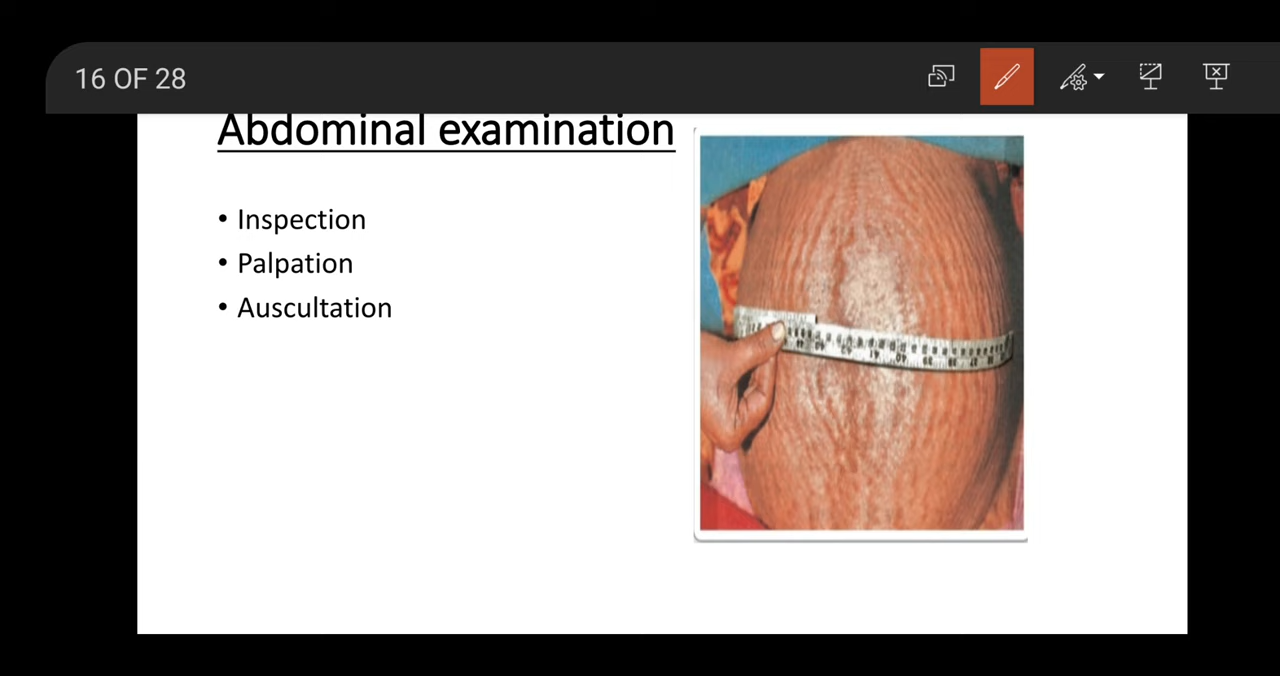 16 OF 28
Abdominal examination
• Inspection
• Palpation
• Auscultation